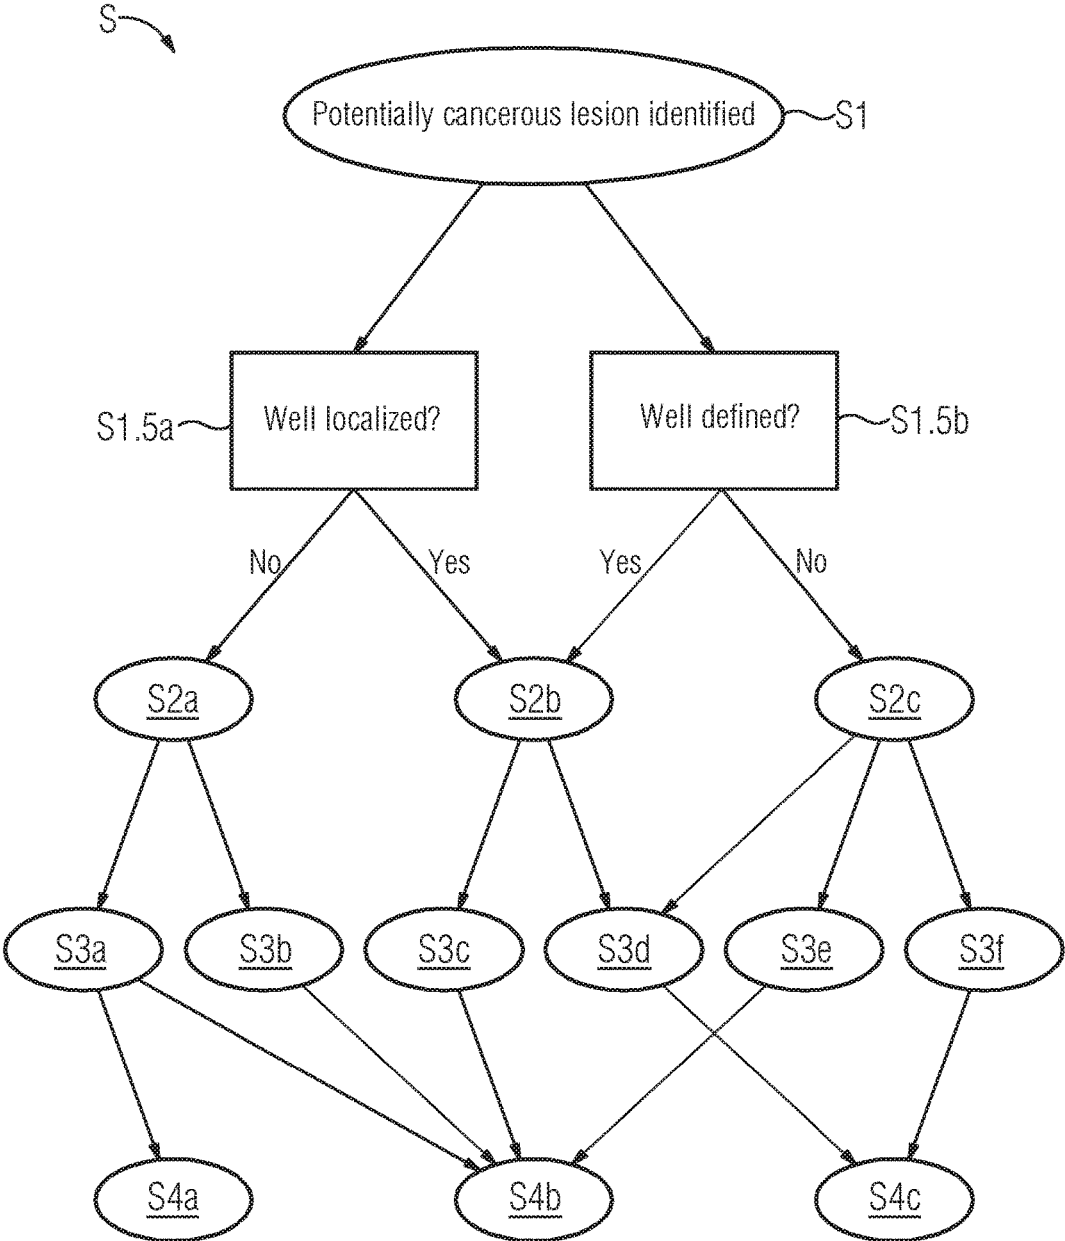 S
Potentially cancerous lesion identified
S1
Well localized?
S1.5a
Well defined?
S1.5b
No
Yes
Yes
No
S2a
S2b
S2c
S3a
S3b
S3c
S3d
S3e
S3f
S4a
S4b
S4c